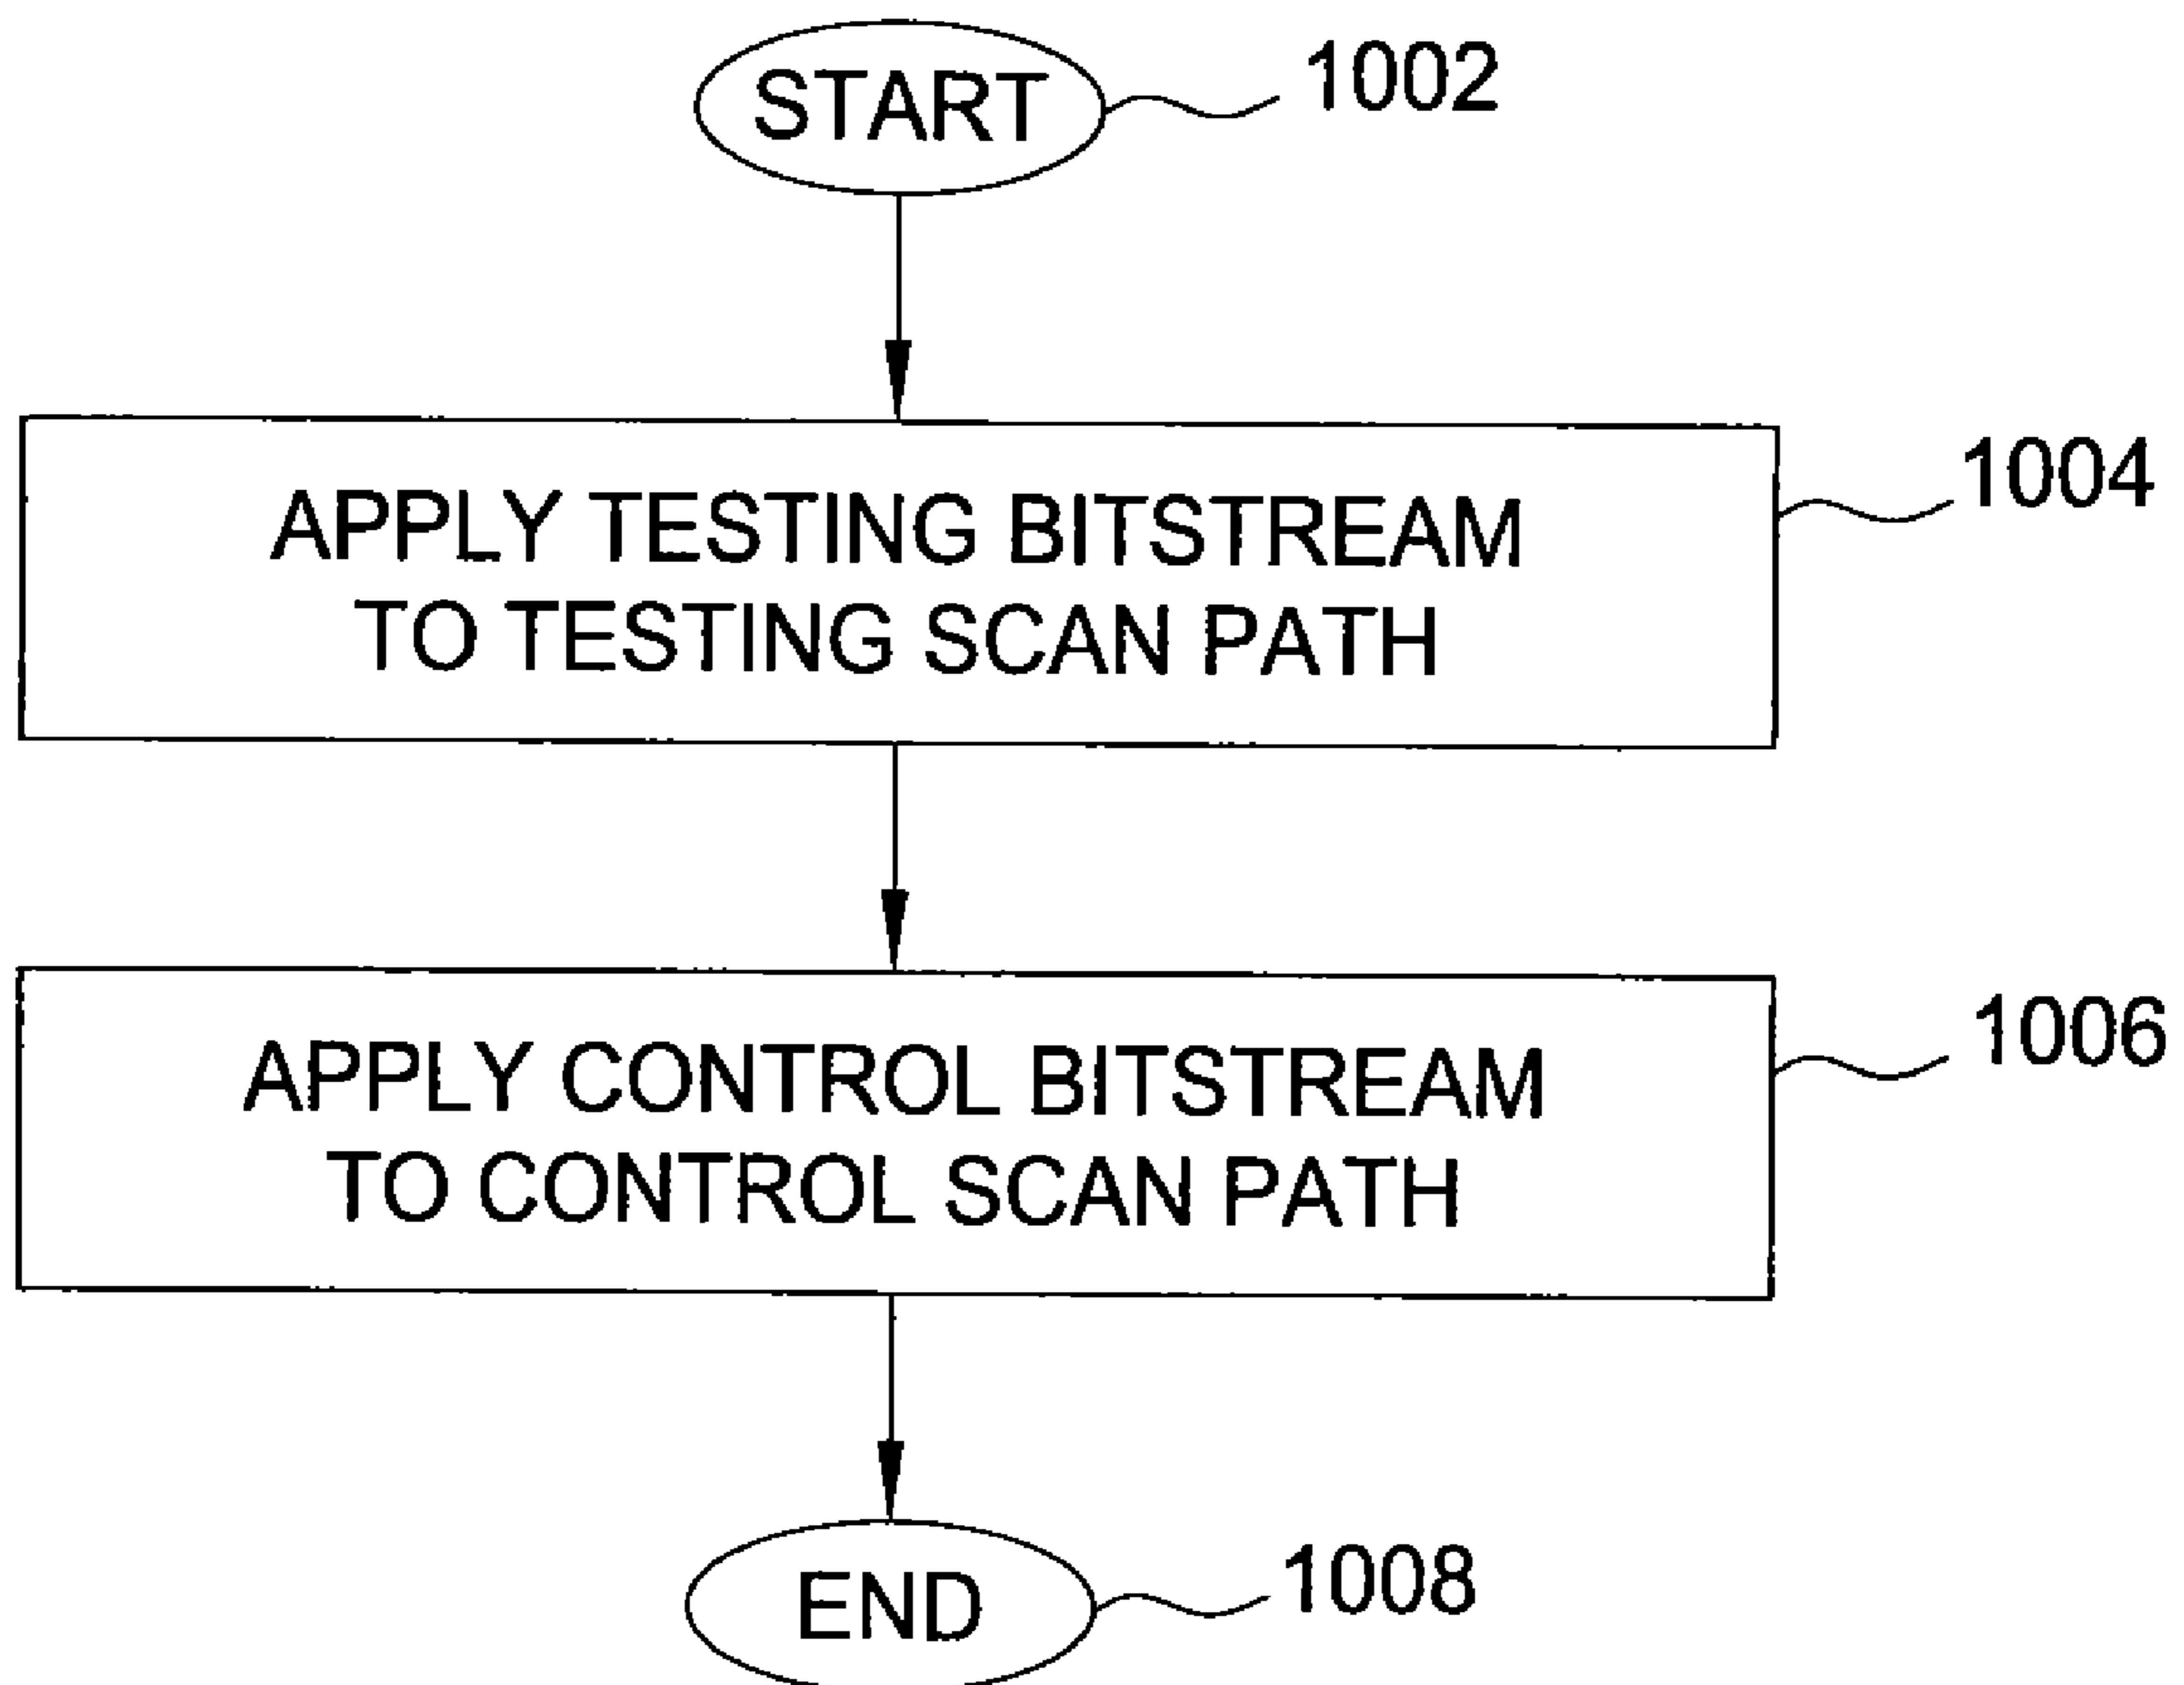 START
1002
APPLY TESTING BITSTREAM
TO TESTING SCAN PATH
1004
APPLY CONTROL BITSTREAM
TO CONTROL SCAN PATH
1006
END
1008